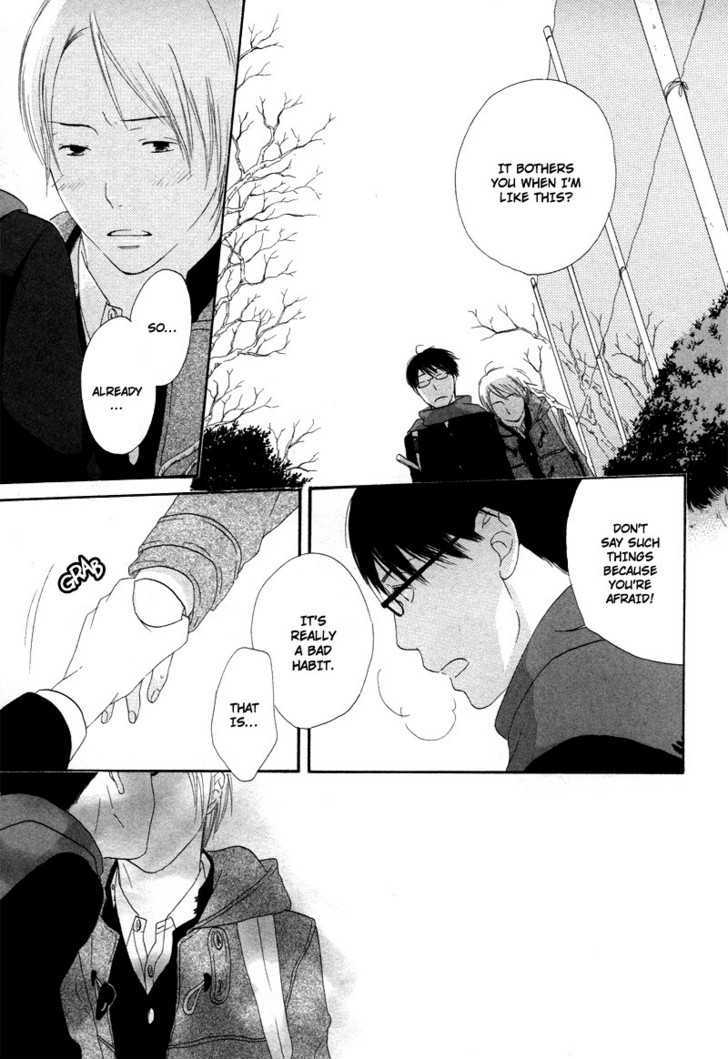 IT BOTHERS
YOU WHEN I'M
LIKE THIS?
SO...
ALREADY
...
DON'T
SAY SUCH
THINGS
BECAUSE
YOU'RE
AFRAID!
IT'S
REALLY
A BAD
HABIT.
THAT
IS...
GRAB